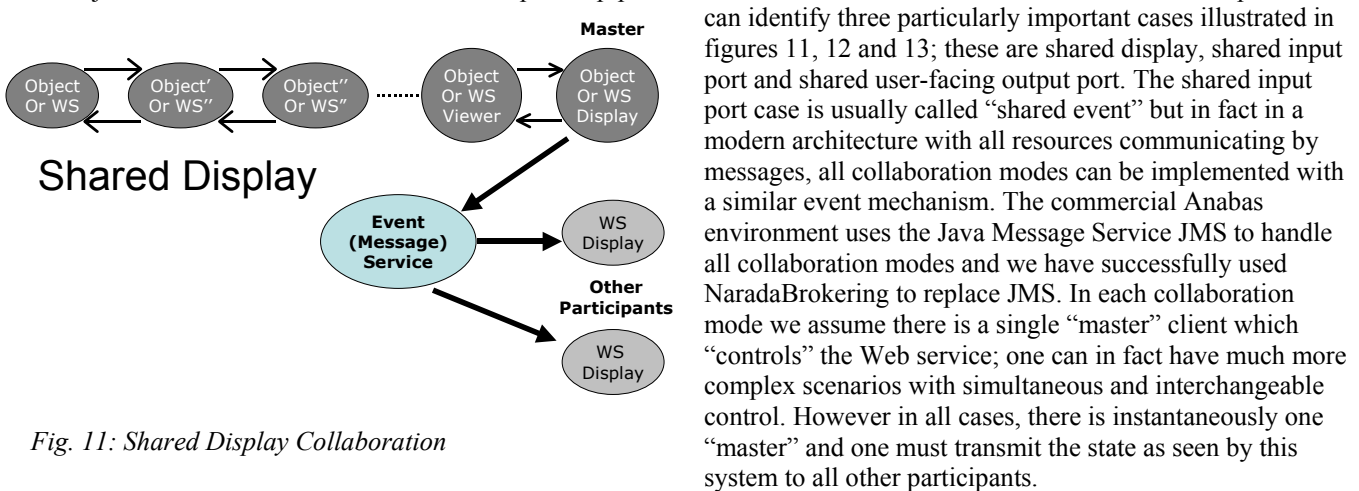 Master
Object
Or WS
Object'
Or WS"
Object''
Or WS"
Object
Or WS
Viewer
Object
Or WS
Display
Shared Display
Event
(Message)
Service
WS
Display
Other
Participants
WS
Display
Fig. 11: Shared Display Collaboration
can identify three particularly important cases illustrated in
figures 11, 12 and 13; these are shared display, shared input
port and shared user-facing output port. The shared input
port case is usually called “shared event” but in fact in a
modern architecture with all resources communicating by
messages, all collaboration modes can be implemented with
a similar event mechanism. The commercial Anabas
environment uses the Java Message Service JMS to handle
all collaboration modes and we have successfully used
NaradaBrokering to replace JMS. In each collaboration
mode we assume there is a single “master” client which
“controls” the Web service; one can in fact have much more
complex scenarios with simultaneous and interchangeable
control. However in all cases, there is instantaneously one
“master” and one must transmit the state as seen by this
system to all other participants.